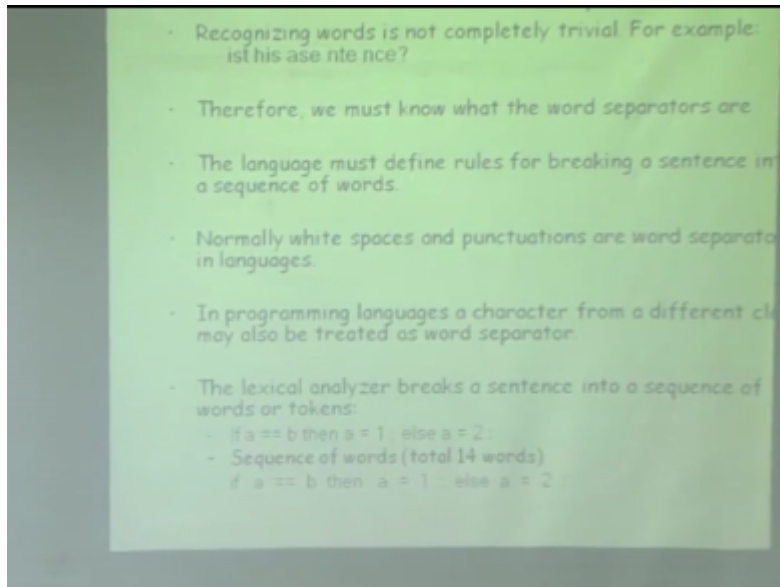 · Recognizing words is not completely trivial. For example:
ist his ase nte nce?
· Therefore, we must know what the word separators are
· The language must define rules for breaking a sentence
a sequence of words.
· Normally white spaces and punctuations are word
in languages.
· In programming languages a character from a different
may also be treated as word separator.
· The lexical analyzer breaks a sentence into a sequence of
words or tokens:
- if a == b then a = 1 ; else a = 2 ;
- Sequence of words (total 14 words)
if a == b then a = 1 ; else a = 2 ;